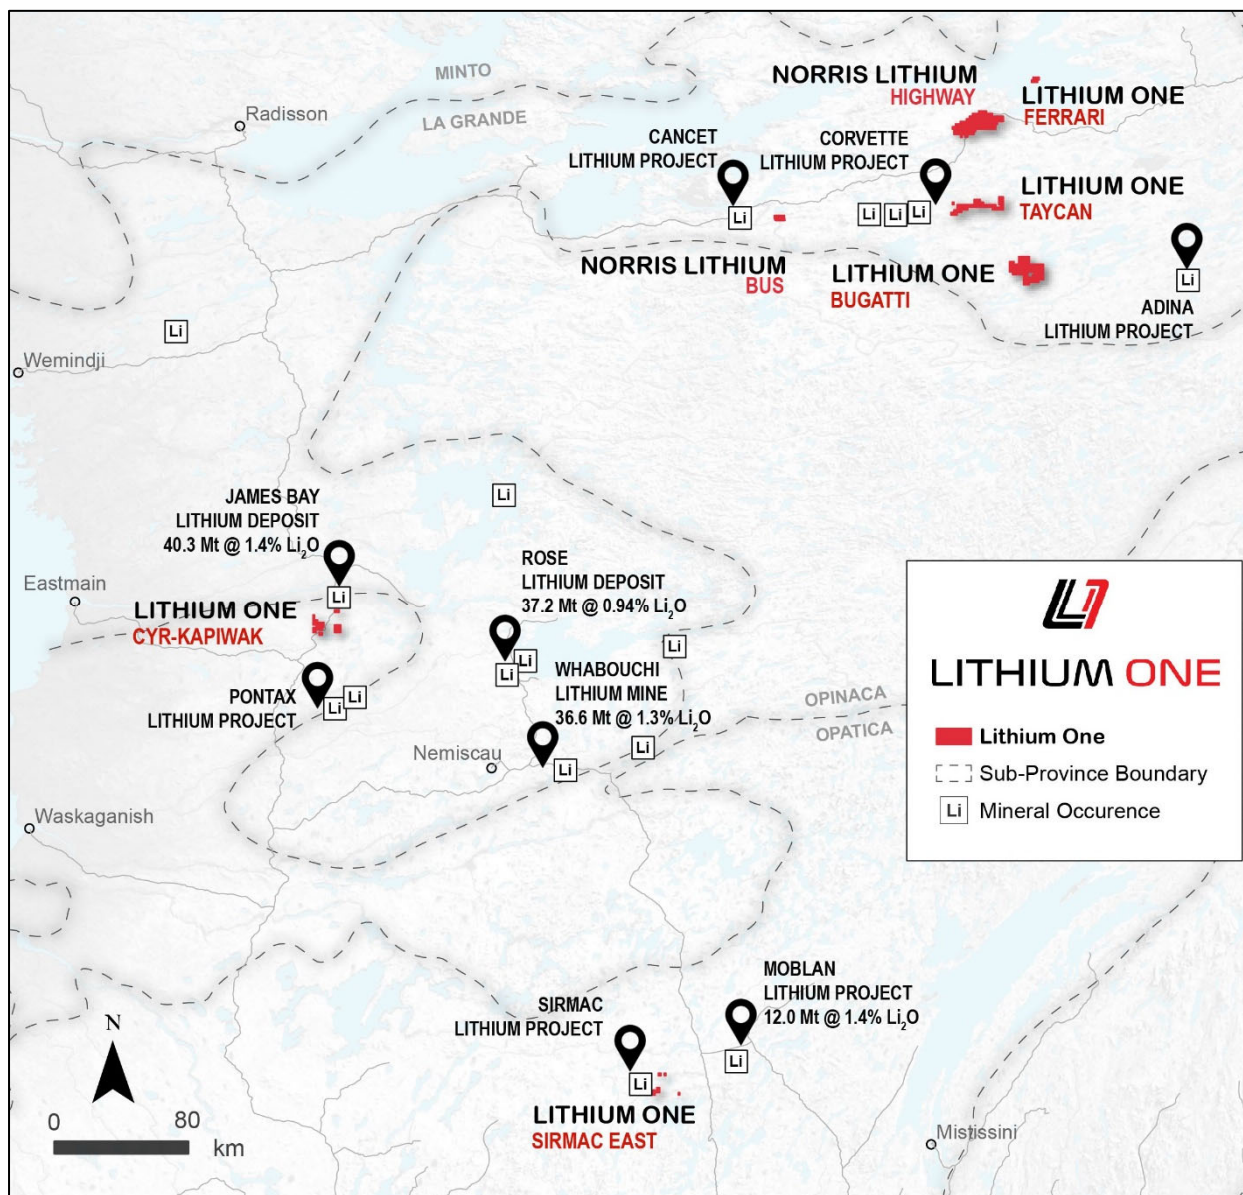 MINTO
LA GRANDE
Radisson
NORRIS LITHIUM
HIGHWAY
LITHIUM ONE
FERRARI
CANCET
LITHIUM PROJECT
CORVETTE
LITHIUM PROJECT
LITHIUM ONE
TAYCAN
Li
Li
Li
Li
NORRIS LITHIUM
BUS
LITHIUM ONE
BUGATTI
Li
ADINA
LITHIUM PROJECT
Li
Wemindji
JAMES BAY
LITHIUM DEPOSIT
40.3 Mt @ 1.4% Li₂O
Li
Eastmain
Li
LITHIUM ONE
CYR-KAPIWAK
ROSE
LITHIUM DEPOSIT
37.2 Mt @ 0.94% Li₂O
Li
Li
Li
PONTAX
LITHIUM PROJECT
Li
Li
WHABOUCHI
LITHIUM MINE
36.6 Mt @ 1.3% Li₂O
Nemiscau
Li
Li
OPINACA
OPATICA
Waskaganish
LITHIUM ONE
Lithium One
Sub-Province Boundary
Li
Mineral Occurence
SIRMAC
LITHIUM PROJECT
MOBLAN
LITHIUM PROJECT
12.0 Mt @ 1.4% Li₂O
Li
Li
LITHIUM ONE
SIRMAC EAST
Mistissini
N
0 80
km